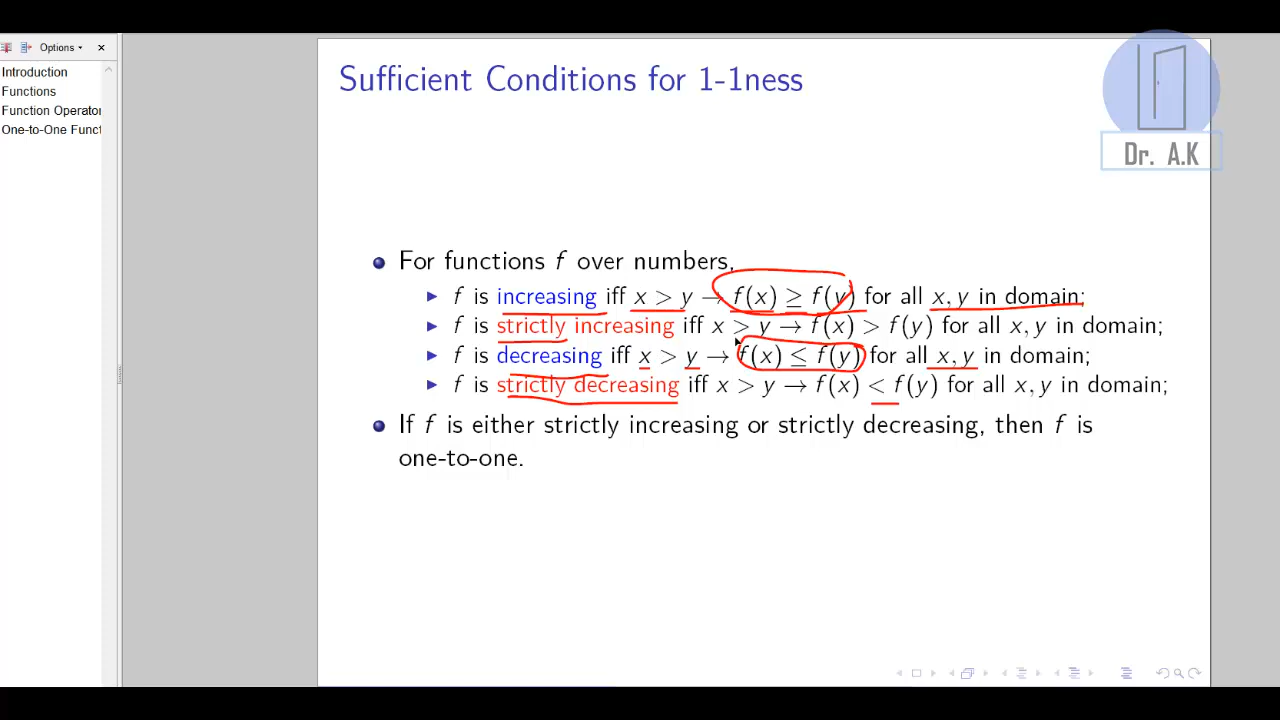 Options
Introduction
Functions
Function Operator
One-to-One Funct
Sufficient Conditions for 1-1ness
Dr. A.K
For functions f over numbers,
f is increasing iff x > y → f(x) ≥ f(y) for all x, y in domain;
f is strictly increasing iff x > y → f(x) > f(y) for all x, y in domain;
f is decreasing iff x > y → f(x) ≤ f(y) for all x, y in domain;
f is strictly decreasing iff x > y → f(x) < f(y) for all x, y in domain;
If f is either strictly increasing or strictly decreasing, then f is
one-to-one.